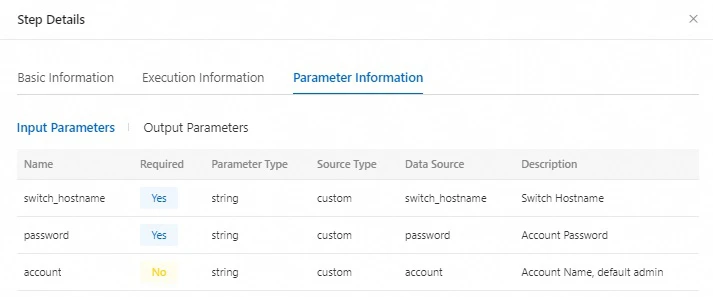 Step Details
Basic Information Execution Information Parameter Information
Input Parameters Output Parameters
Name Required Parameter Type Source Type Data Source Description
switch_hostname Yes string custom switch_hostname Switch Hostname
password Yes string custom password Account Password
account No string custom account Account Name, default admin